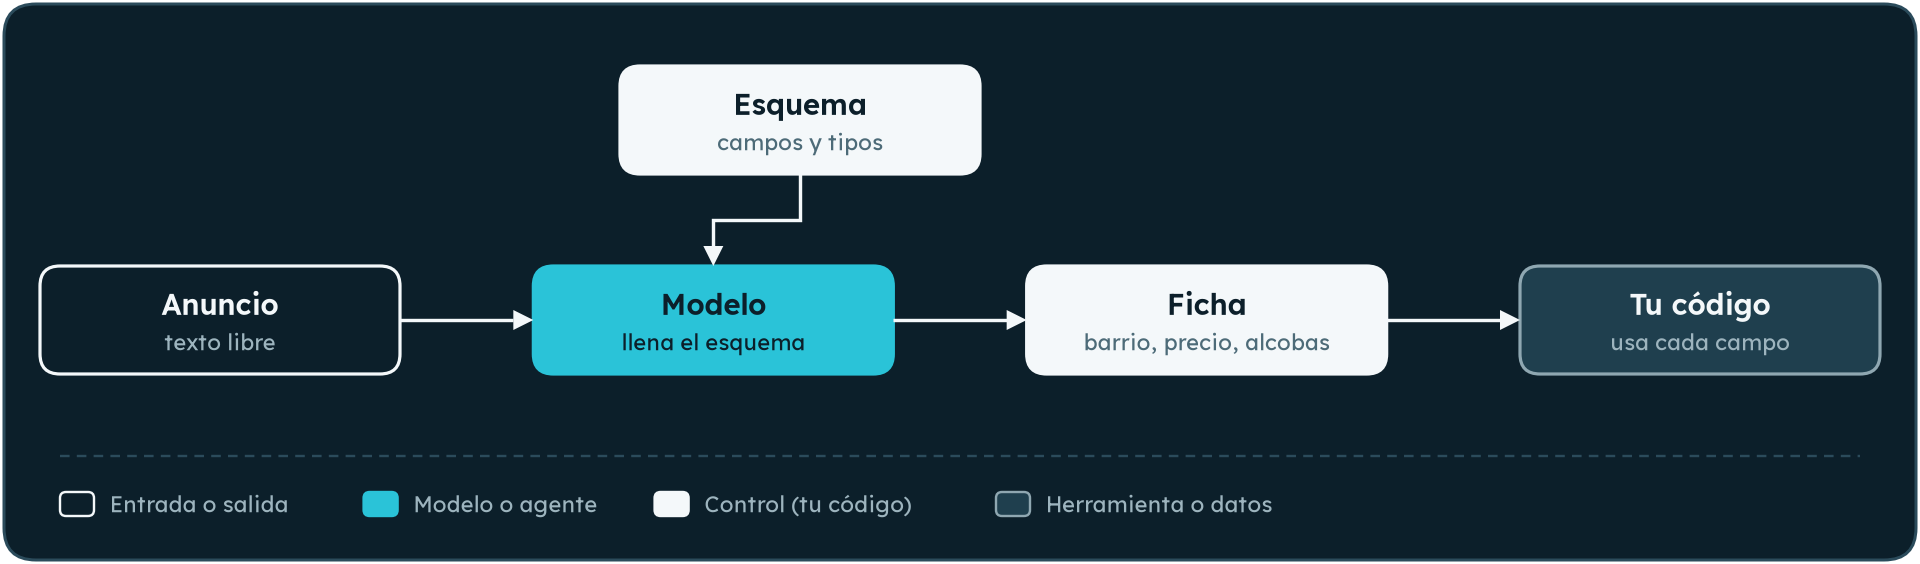 Esquema
campos y tipos
Anuncio
texto libre
Modelo
llena el esquema
Ficha
barrio, precio, alcobas
Tu código
usa cada campo
Entrada o salida
Modelo o agente
Control (tu código)
Herramienta o datos